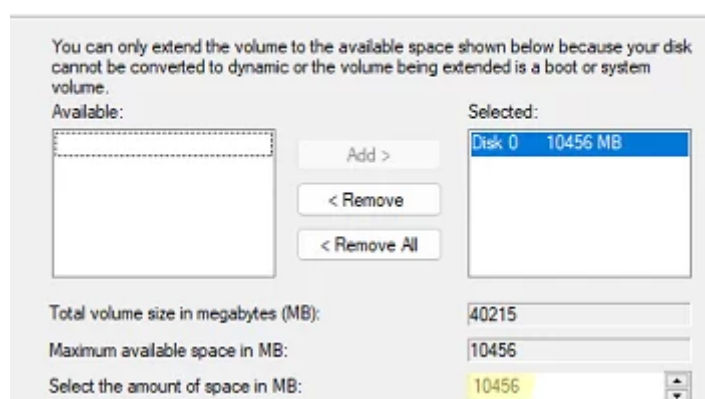 You can only extend the volume to the available space shown below because your disk
cannot be converted to dynamic or the volume being extended is a boot or system
volume.
Available: Selected:
Disk 0 10456 MB
Add >
< Remove
< Remove All
Total volume size in megabytes (MB): 40215
Maximum available space in MB: 10456
Select the amount of space in MB: 10456